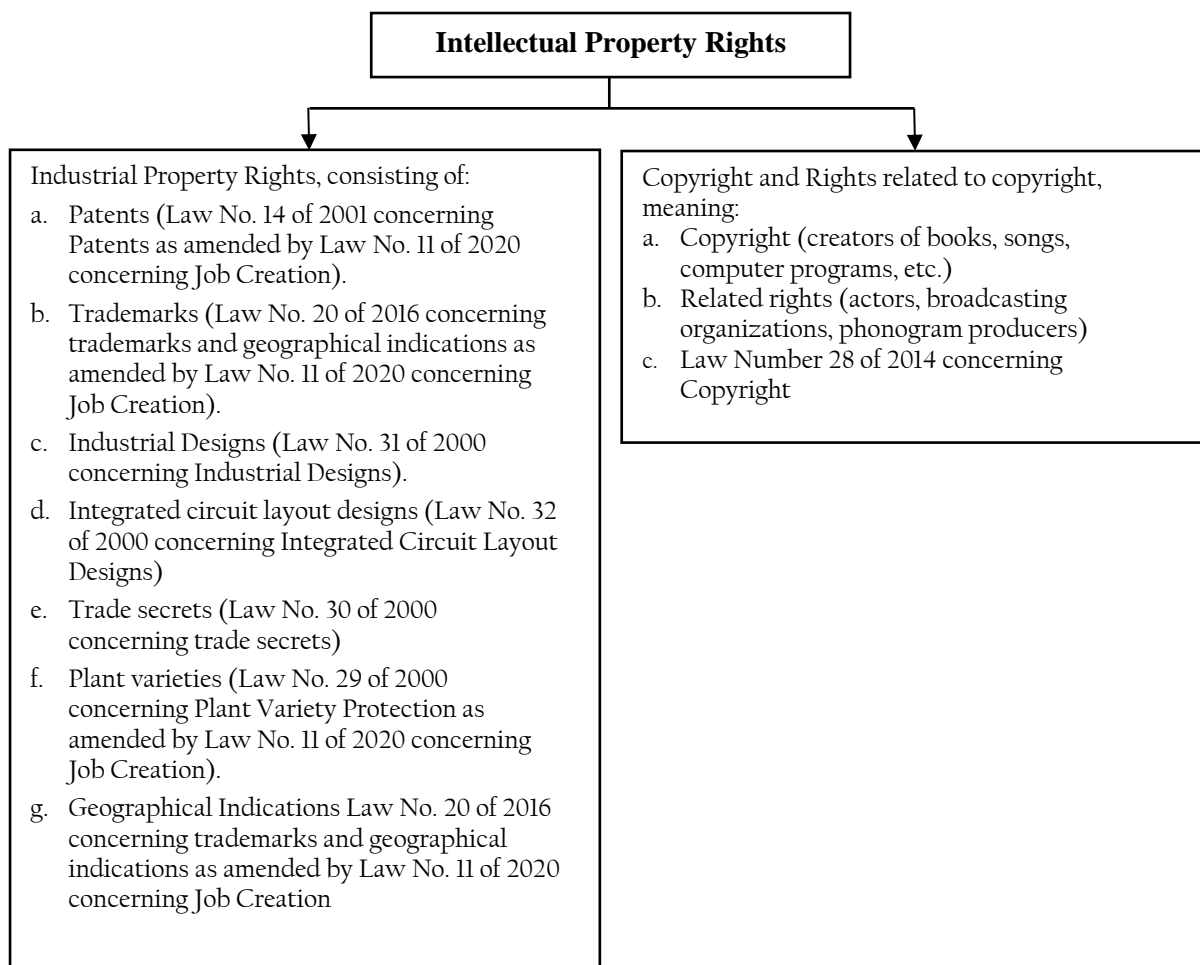 Intellectual Property Rights
Industrial Property Rights, consisting of:
a. Patents (Law No. 14 of 2001 concerning
Patents as amended by Law No. 11 of 2020
concerning Job Creation).
b. Trademarks (Law No. 20 of 2016 concerning
trademarks and geographical indications as
amended by Law No. 11 of 2020 concerning
Job Creation).
c. Industrial Designs (Law No. 31 of 2000
concerning Industrial Designs).
d. Integrated circuit layout designs (Law No. 32
of 2000 concerning Integrated Circuit Layout
Designs)
e. Trade secrets (Law No. 30 of 2000
concerning trade secrets)
f. Plant varieties (Law No. 29 of 2000
concerning Plant Variety Protection as
amended by Law No. 11 of 2020 concerning
Job Creation).
g. Geographical Indications Law No. 20 of 2016
concerning trademarks and geographical
indications as amended by Law No. 11 of 2020
concerning Job Creation
Copyright and Rights related to copyright,
meaning:
a. Copyright (creators of books, songs,
computer programs, etc.)
b. Related rights (actors, broadcasting
organizations, phonogram producers)
c. Law Number 28 of 2014 concerning
Copyright